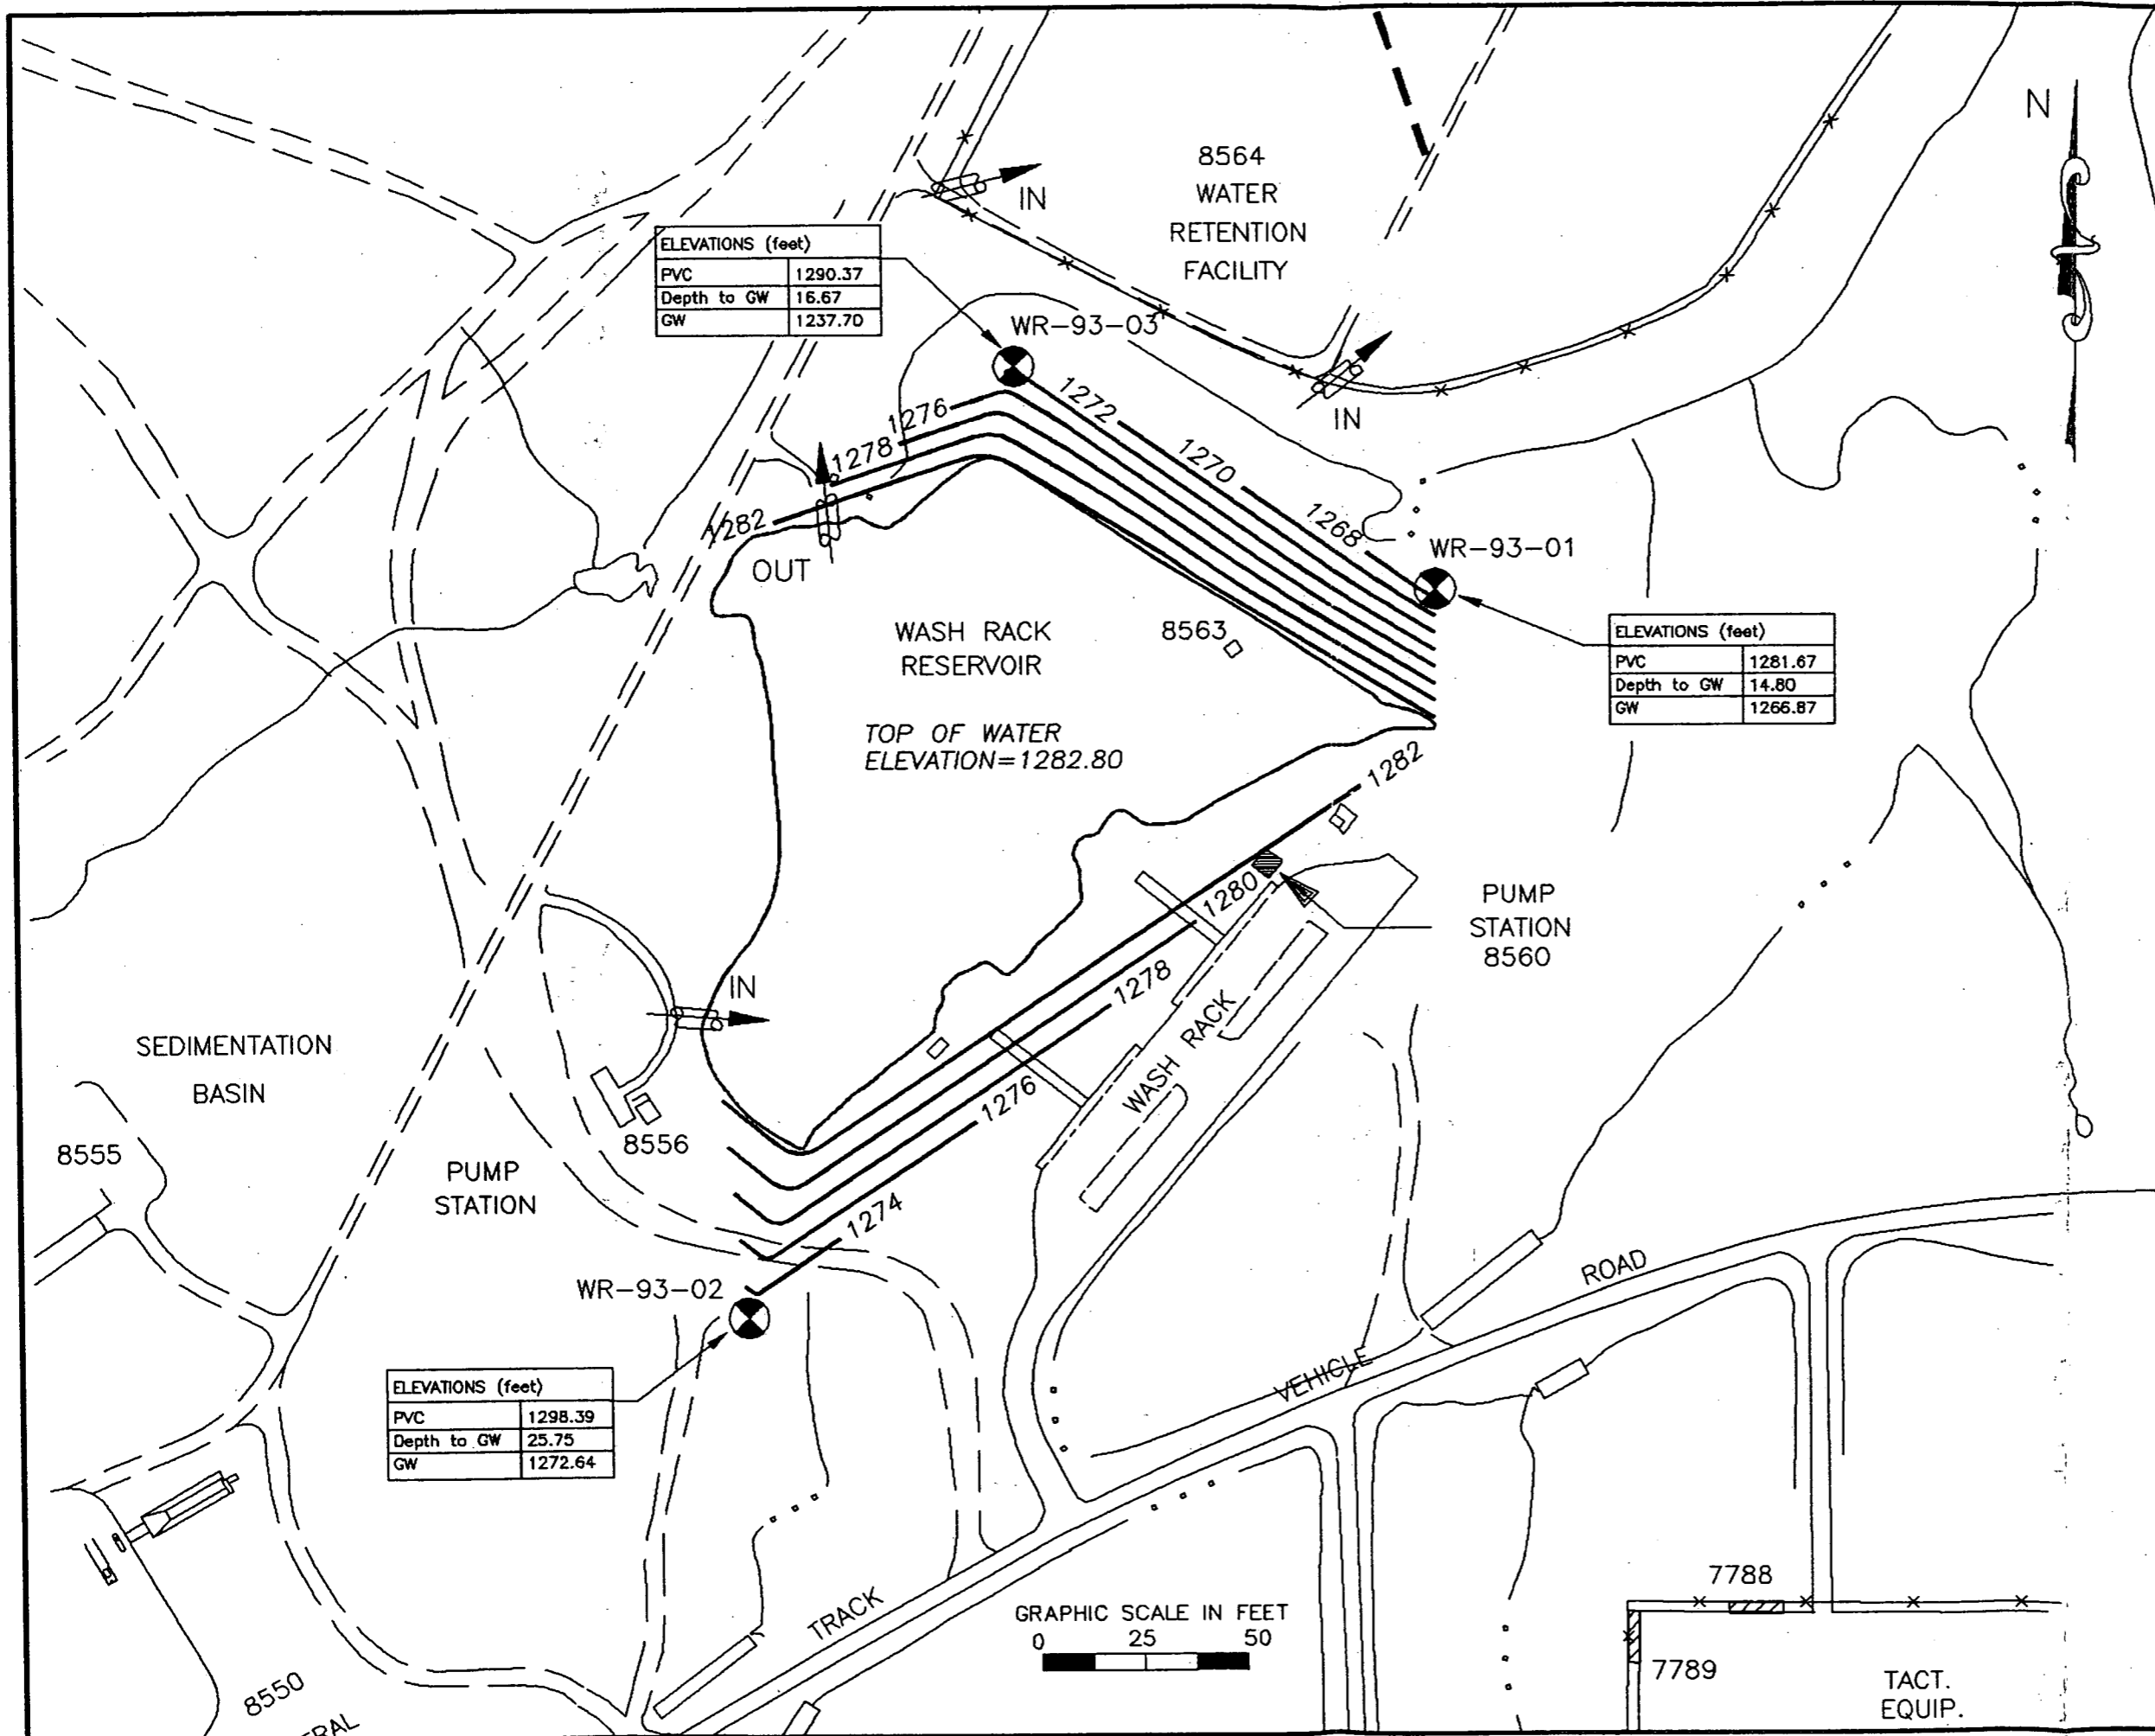 N
8564
WATER
RETENTION
FACILITY
IN
ELEVATIONS (feet)
PVC 1290.37
Depth to GW 16.67
GW 1237.70
WR-93-03
IN
1272
1276
1270
1278
1268
1282
OUT
WR-93-01
ELEVATIONS (feet)
PVC 1281.67
Depth to GW 14.80
GW 1266.87
WASH RACK
RESERVOIR
8563
TOP OF WATER
ELEVATION=1282.80
1282
1280
PUMP
STATION
8560
1278
IN
WASH RACK
1276
SEDIMENTATION
BASIN
8555
8556
PUMP
STATION
1274
WR-93-02
ELEVATIONS (feet)
PVC 1298.39
Depth to GW 25.75
GW 1272.64
TRACK VEHICLE ROAD
GRAPHIC SCALE IN FEET
0 25 50
7788
7789
TACT.
EQUIP.
8550